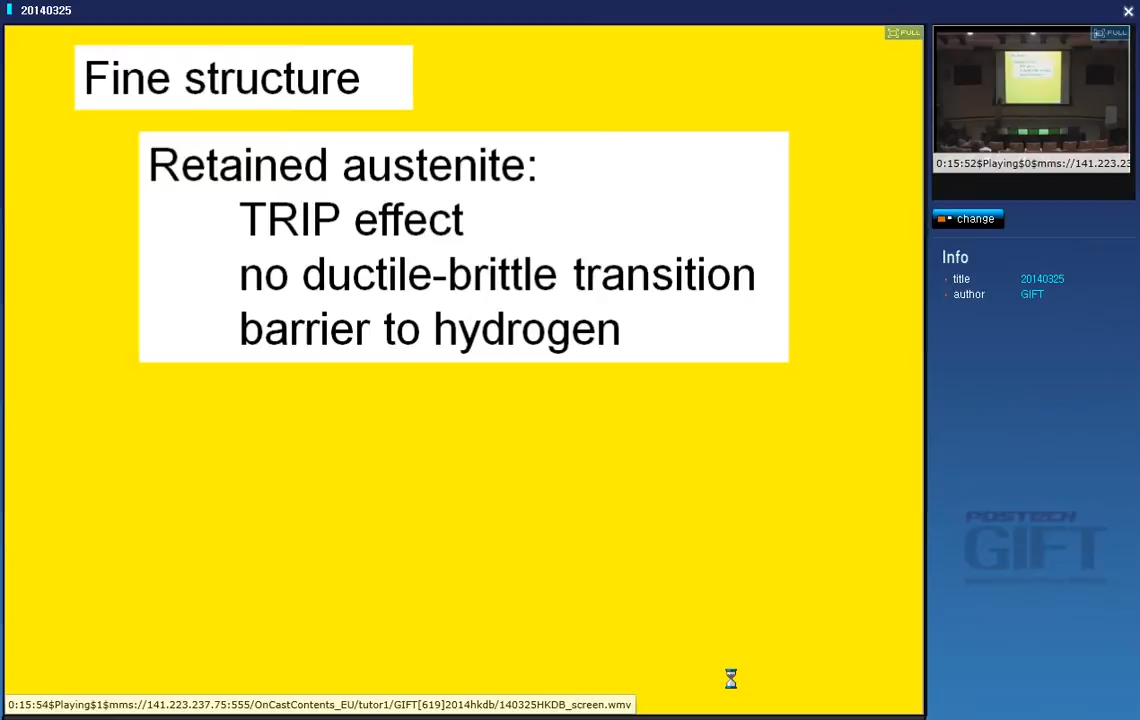 20140325
FULL
Fine structure
Retained austenite:
TRIP effect
no ductile-brittle transition
barrier to hydrogen
0:15:54$Playing$1$mms://141.223.237.75:555/OnCastContents_EU/tutor1/GIFT[619]2014hkdb/140325HKDB_screen.wmv
FULL
0:15:52$Playing$0$mms://141.223.23
change
Info
title 20140325
author GIFT
POSTECH
GIFT